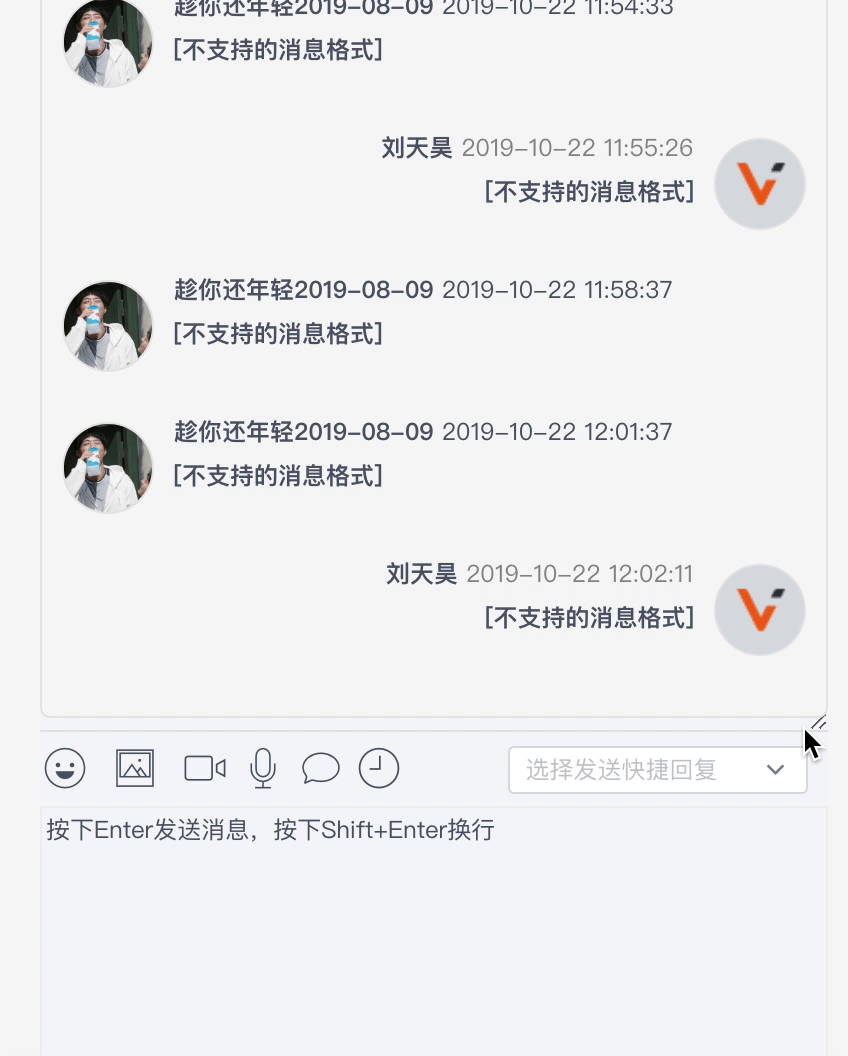 趁你还年轻2019-08-09 2019-10-22 11:54:33
[不支持的消息格式]
刘天昊 2019-10-22 11:55:26
[不支持的消息格式]
趁你还年轻2019-08-09 2019-10-22 11:58:37
[不支持的消息格式]
趁你还年轻2019-08-09 2019-10-22 12:01:37
[不支持的消息格式]
刘天昊 2019-10-22 12:02:11
[不支持的消息格式]
选择发送快捷回复
按下Enter发送消息，按下Shift+Enter换行